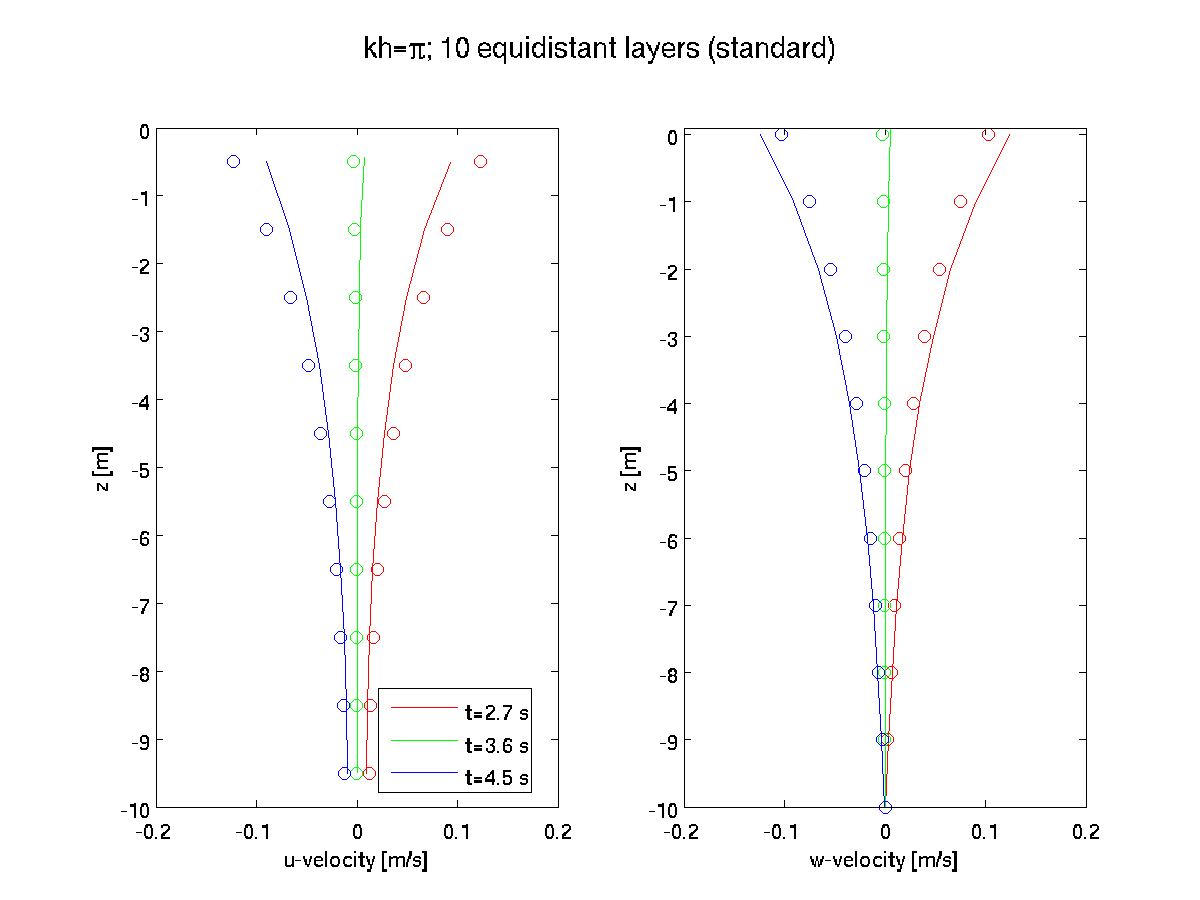 kh=π; 10 equidistant layers (standard)
0
-1
-2
-3
-4
-5
-6
-7
-8
-9
-10
z [m]
-0.2 -0.1 0 0.1 0.2
u-velocity [m/s]
t=2.7 s
t=3.6 s
t=4.5 s
0
-1
-2
-3
-4
-5
-6
-7
-8
-9
-10
z [m]
-0.2 -0.1 0 0.1 0.2
w-velocity [m/s]